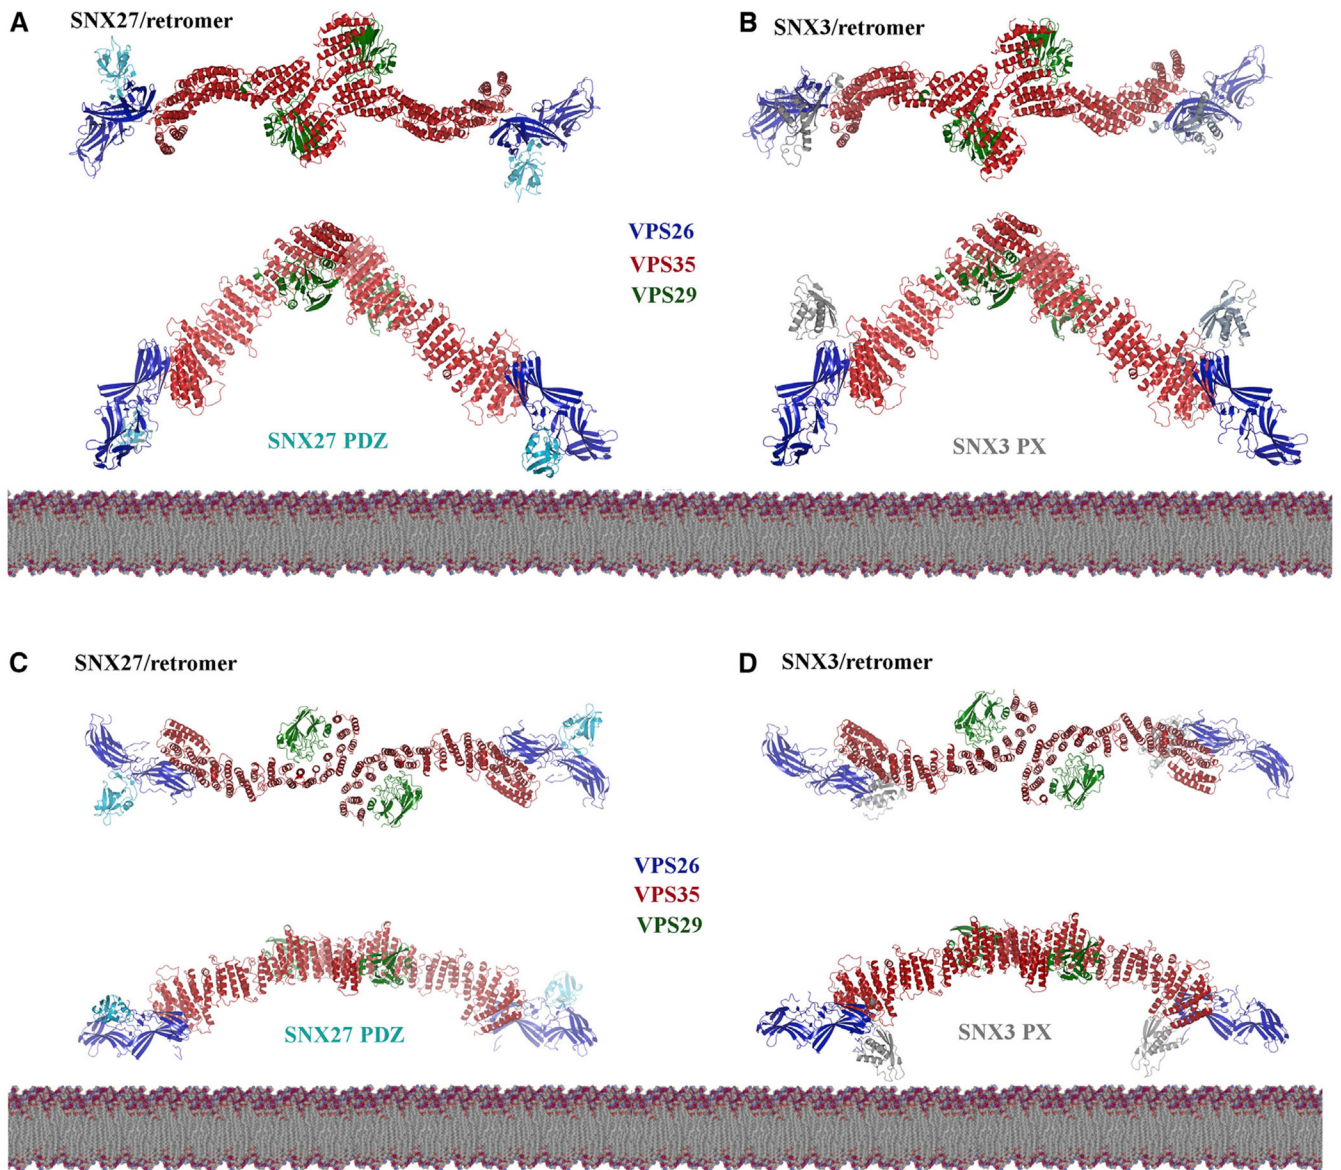 A SNX27/retromer
B SNX3/retromer
VPS26
VPS35
VPS29
SNX27 PDZ
SNX3 PX
C SNX27/retromer
D SNX3/retromer
VPS26
VPS35
VPS29
SNX27 PDZ
SNX3 PX